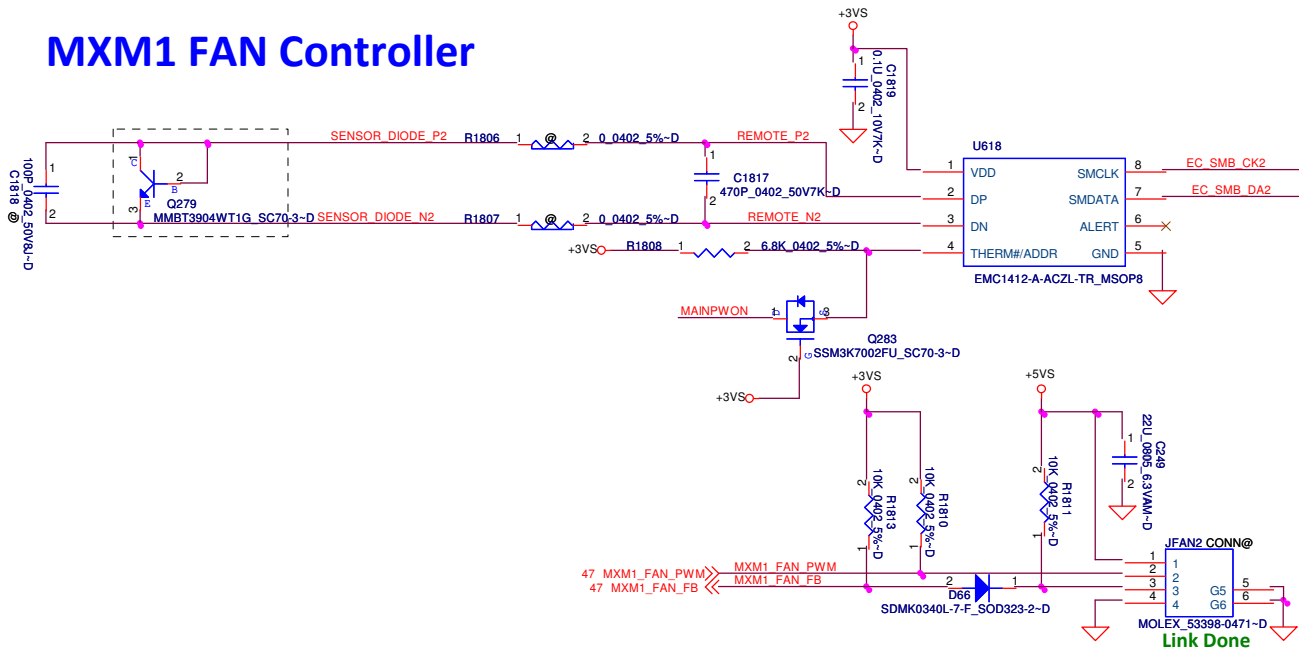 MXM1 FAN Controller
+3VS
1
C1819
0.1U_0402_10V7K~D
2
SENSOR_DIODE_P2
R1806
1
@
2
0_0402_5%~D
REMOTE_P2
1
C1818 @
100P_0402_50V8J~D
2
1
C
2
B
E
3
Q279
MMBT3904WT1G_SC70-3~D
SENSOR_DIODE_N2
R1807
1
@
2
0_0402_5%~D
REMOTE_N2
1
C1817
470P_0402_50V7K~D
2
U618
1
VDD
SMCLK
8
EC_SMB_CK2
2
DP
SMDATA
7
EC_SMB_DA2
3
DN
ALERT
6
4
THERM#/ADDR
GND
5
EMC1412-A-ACZL-TR_MSOP8
+3VS
R1808
1
2
6.8K_0402_5%~D
MAINPWON
1
D
S
3
Q283
2
G
SSM3K7002FU_SC70-3~D
+3VS
+3VS
+5VS
2
R1813
10K_0402_5%~D
1
2
R1810
10K_0402_5%~D
1
2
R1811
10K_0402_5%~D
1
1
C249
22U_0805_6.3VAM~D
2
47 MXM1_FAN_PWM
MXM1_FAN_PWM
47 MXM1_FAN_FB
MXM1_FAN_FB
2
D66
1
SDMK0340L-7-F_SOD323-2~D
JFAN2 CONN@
1
1
2
2
3
3
4
4
G5
5
G6
6
MOLEX_53398-0471~D
Link Done